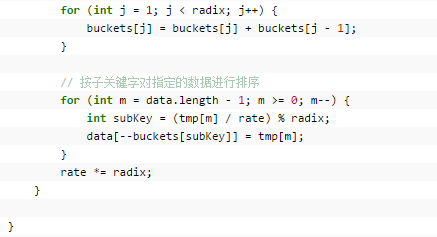 for (int j = 1; j < radix; j++) {
buckets[j] = buckets[j] + buckets[j - 1];
}
// 按子关键字对指定的数据进行排序
for (int m = data.length - 1; m >= 0; m--) {
int subKey = (tmp[m] / rate) % radix;
data[--buckets[subKey]] = tmp[m];
}
rate *= radix;
}
}